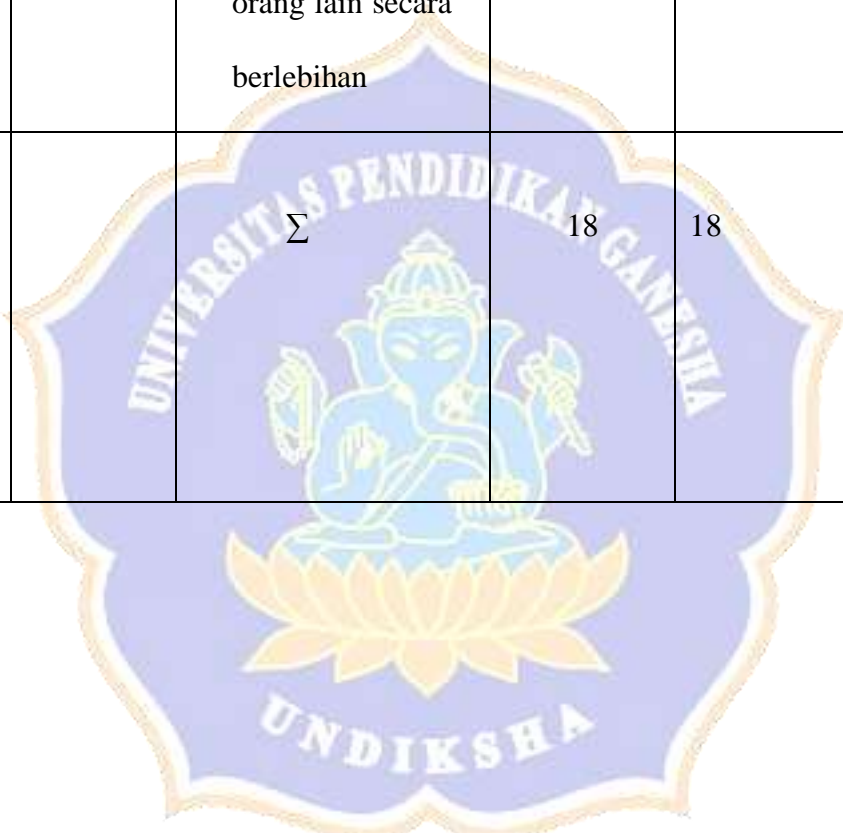 orang lain secara
berlebihan
UNIVERSITAS PENDIDIKAN GANESHA
∑ 18 18
UNDIKSHA